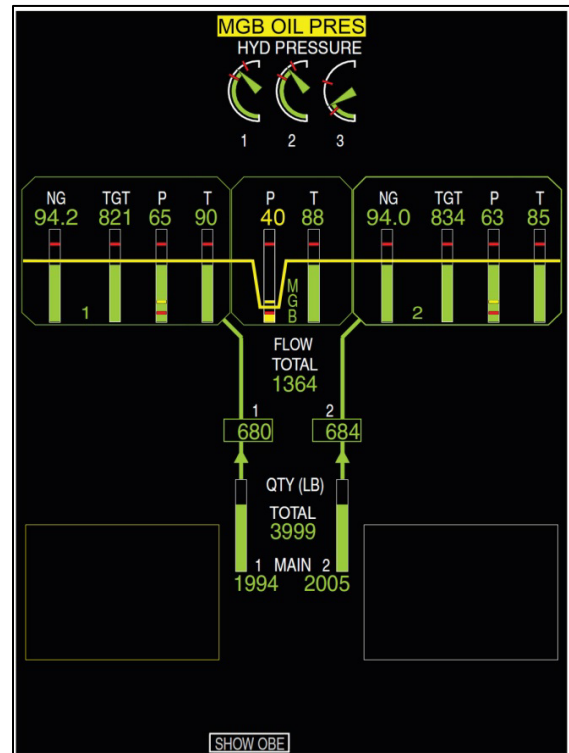 MGB OIL PRES
HYD PRESSURE
1 2 3
NG TGT P T P T NG TGT P T
94.2 821 65 90 40 88 94.0 834 63 85
1 MGB 2
FLOW
TOTAL
1364
1 2
680 684
QTY (LB)
TOTAL
3999
1 MAIN 2
1994 2005
SHOW OBE